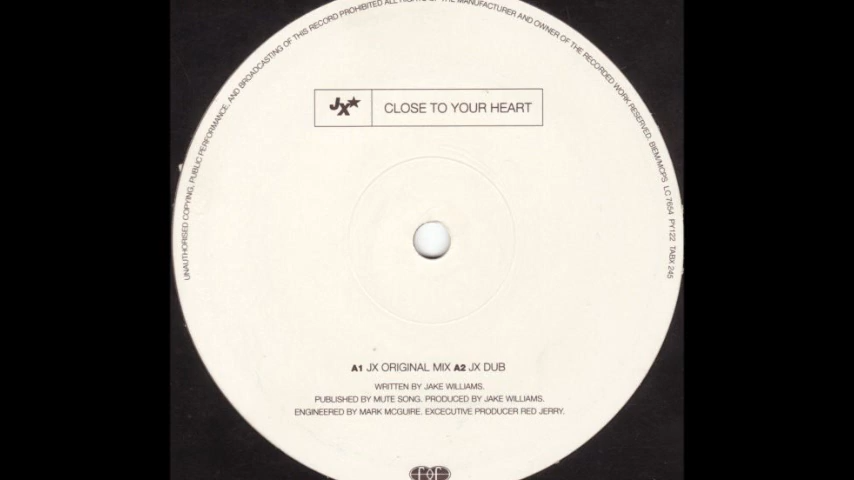 UNAUTHORISED COPYING, PUBLIC PERFORMANCE, AND BROADCASTING OF THIS RECORD PROHIBITED ALL RIGHTS OF THE MANUFACTURER AND OWNER OF THE RECORDED WORK RESERVED. BIEM/MCPS LC 7654 PY122 TABX 245
JX★ CLOSE TO YOUR HEART
A1 JX ORIGINAL MIX A2 JX DUB
WRITTEN BY JAKE WILLIAMS.
PUBLISHED BY MUTE SONG. PRODUCED BY JAKE WILLIAMS.
ENGINEERED BY MARK MCGUIRE. EXCECUTIVE PRODUCER RED JERRY.